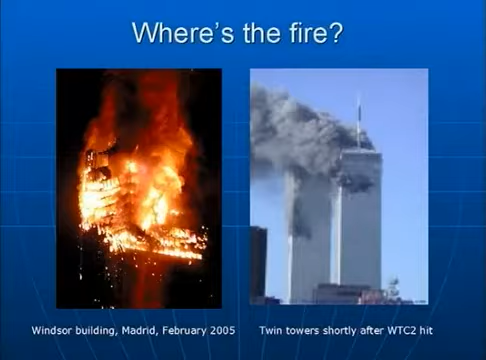 Where's the fire?
Windsor building, Madrid, February 2005
Twin towers shortly after WTC2 hit